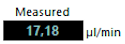 Measured
17,18 µl/min